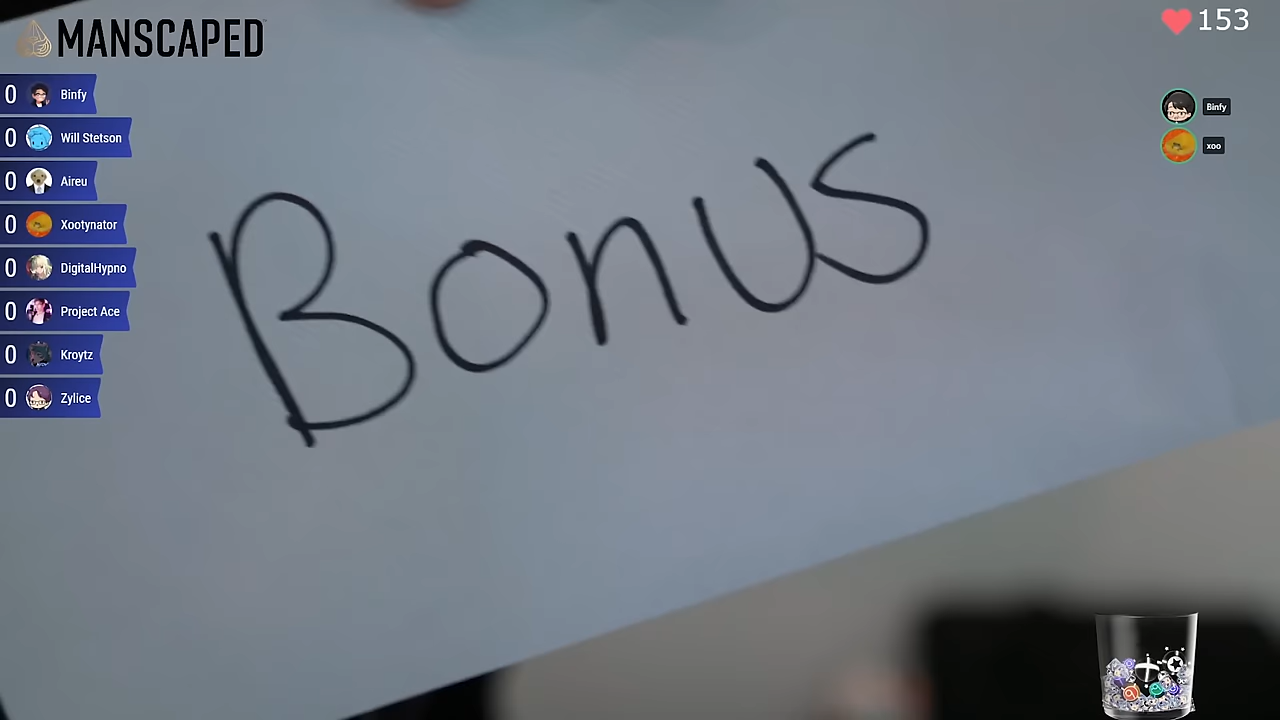 MANSCAPED
153
0 Binfy
0 Will Stetson
0 Aireu
0 Xootynator
0 DigitalHypno
0 Project Ace
0 Kroytz
0 Zylice
Binfy
xoo
Bonus